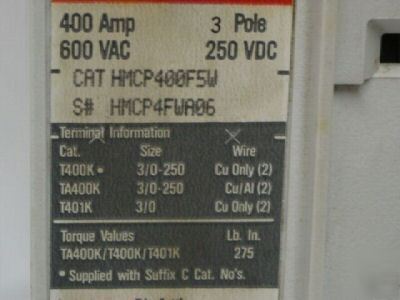 400 Amp 3 Pole
600 VAC 250 VDC
CAT HMCP400F5W
S# HMCP4FWA06
Terminal Information
Cat. Size Wire
T400K • 3/0-250 Cu Only (2)
TA400K 3/0-250 Cu/Al (2)
T401K 3/0 Cu Only (2)
Torque Values Lb. In.
TA400K/T400K/T401K 275
• Supplied with Suffix C Cat. No's.